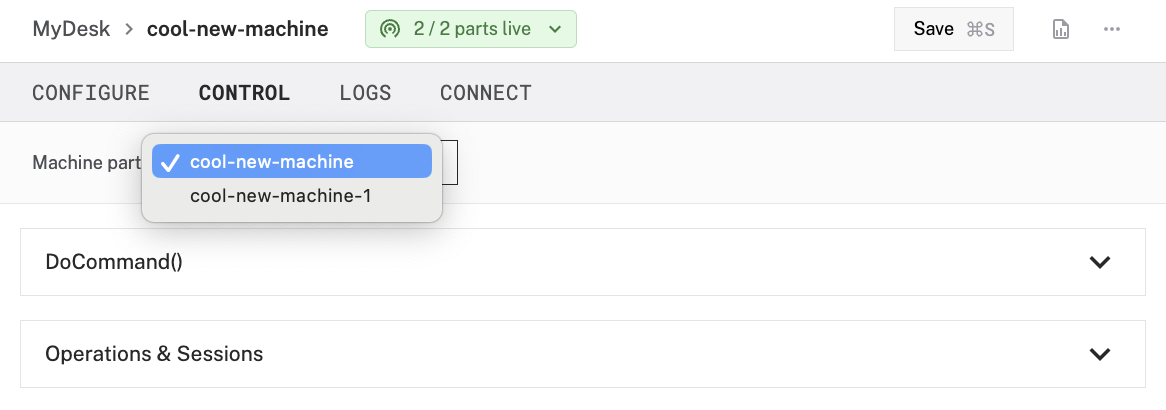 MyDesk > cool-new-machine 2 / 2 parts live Save ⌘S ...
CONFIGURE CONTROL LOGS CONNECT
Machine part ✓ cool-new-machine
cool-new-machine-1
DoCommand()
Operations & Sessions